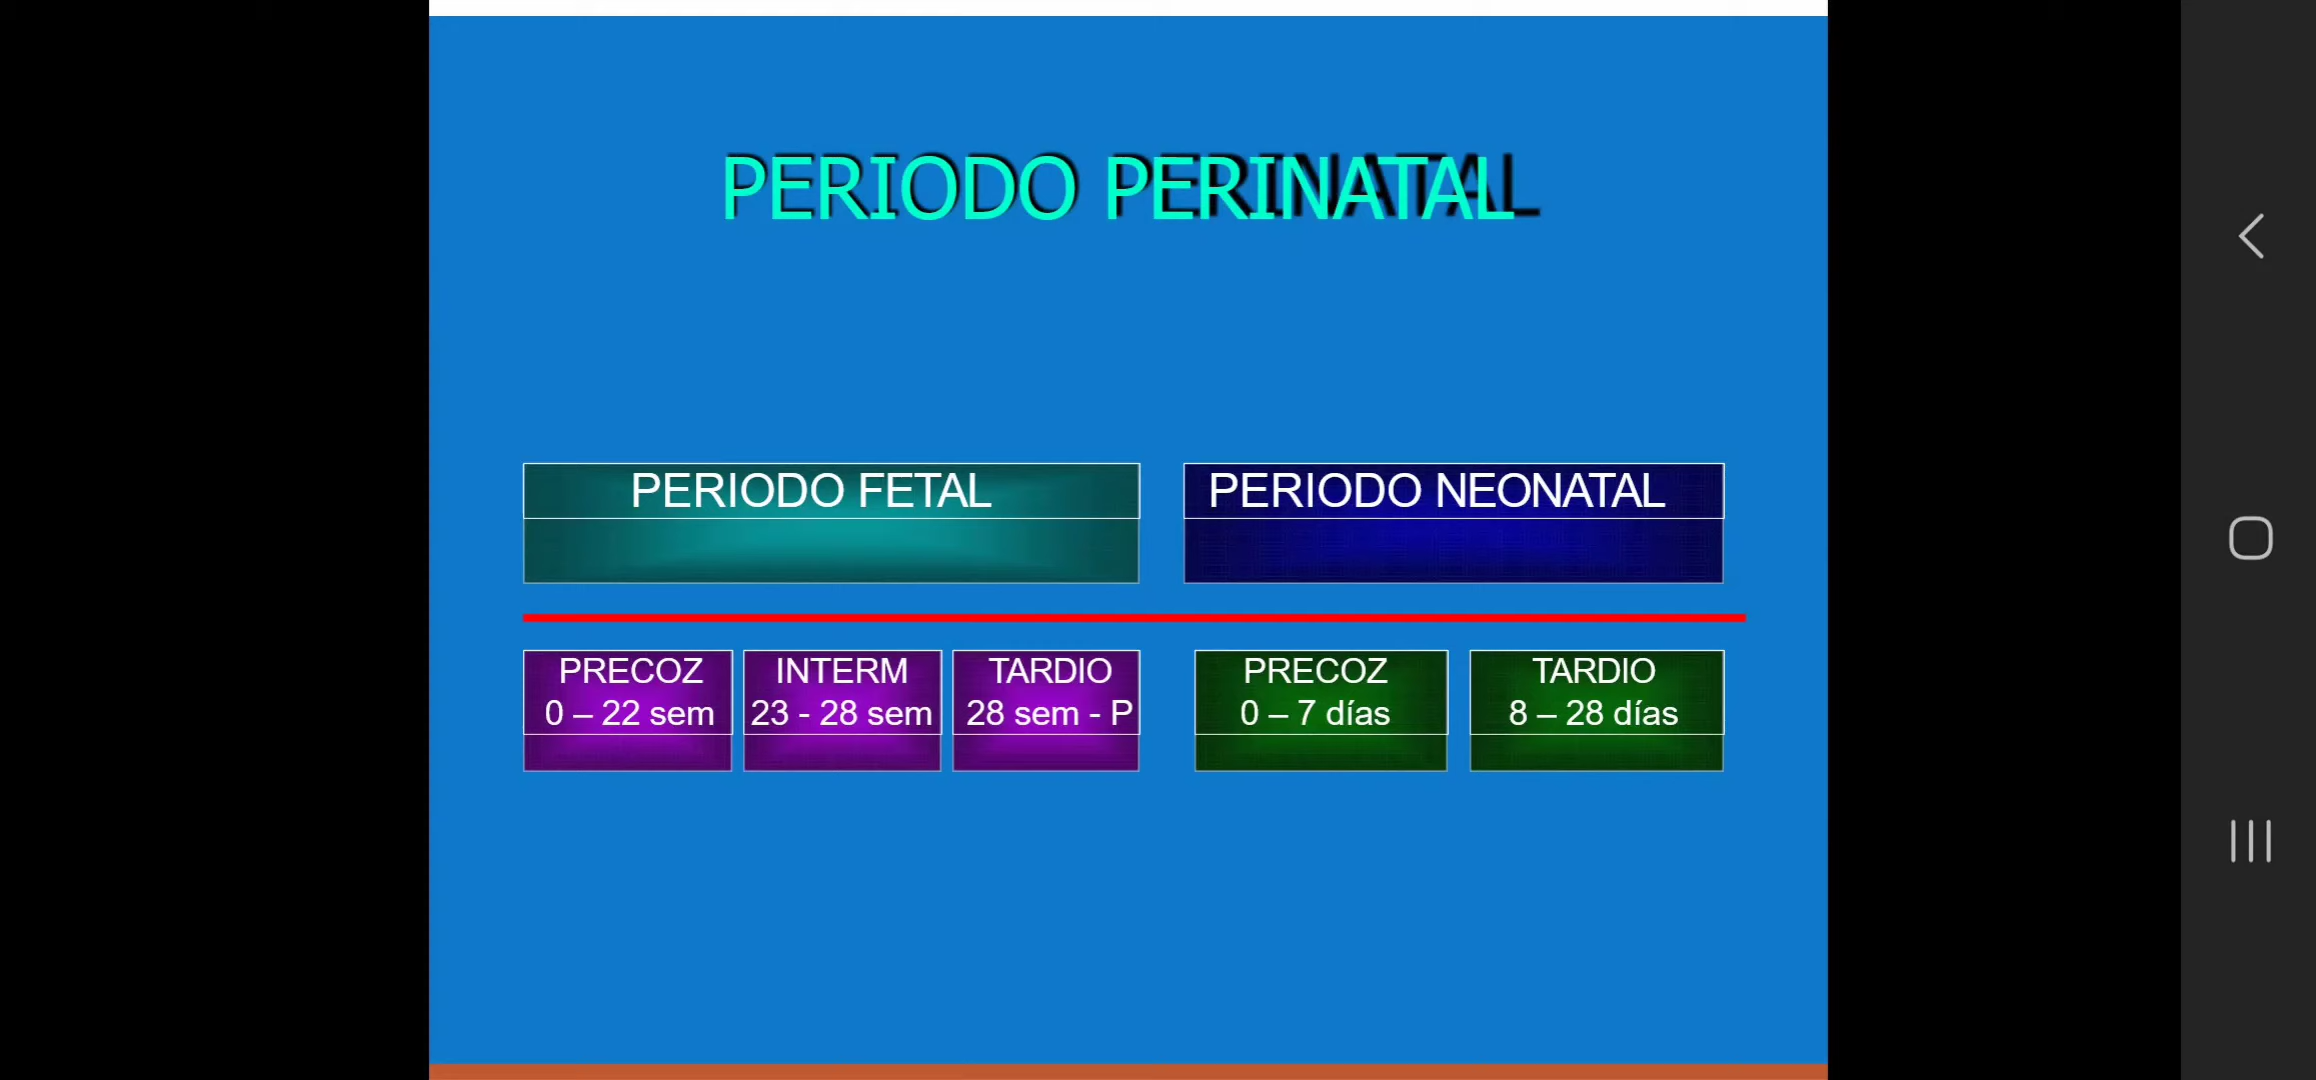 PERIODO PERINATAL
PERIODO FETAL
PERIODO NEONATAL
PRECOZ
0 – 22 sem
INTERM
23 - 28 sem
TARDIO
28 sem - P
PRECOZ
0 – 7 días
TARDIO
8 – 28 días